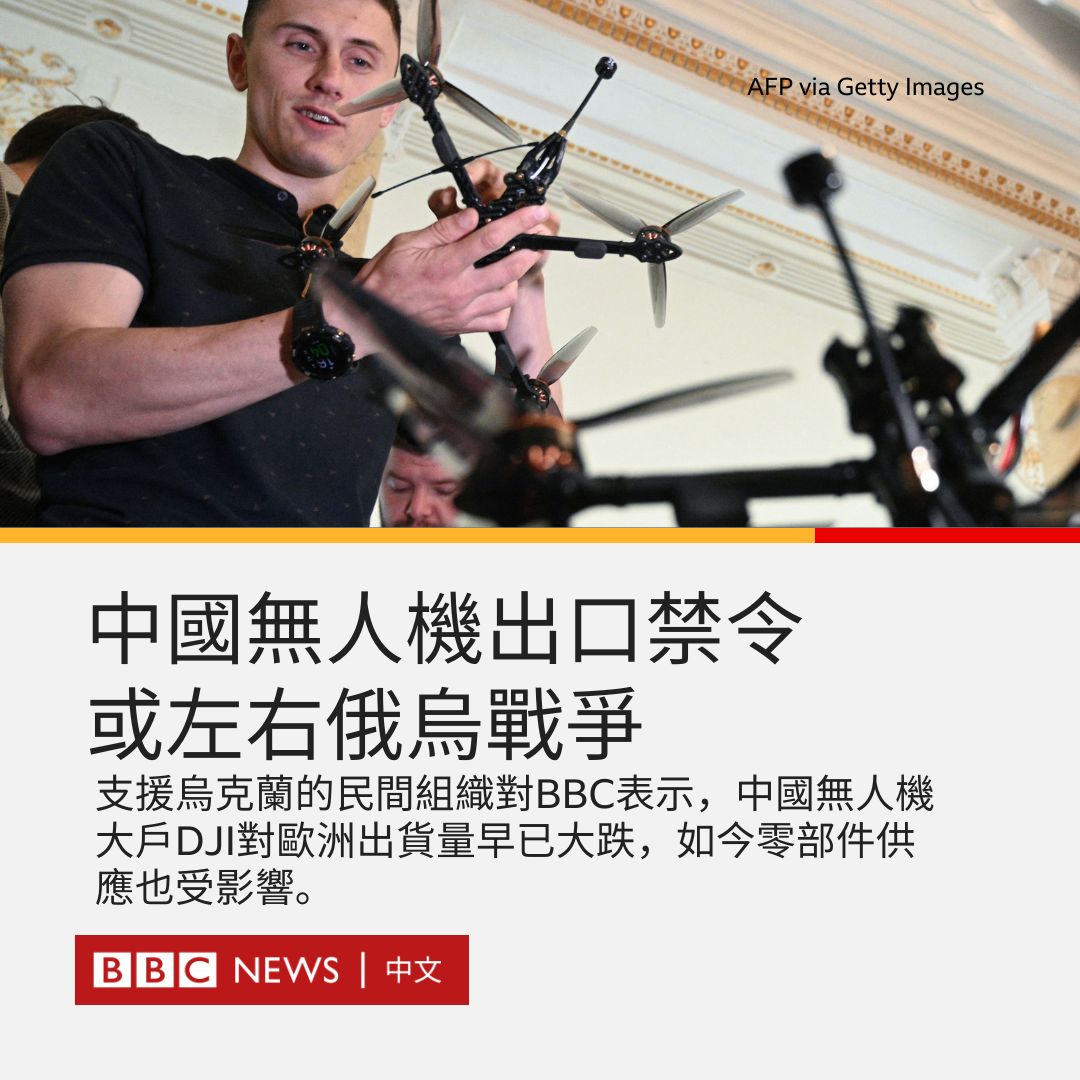 AFP via Getty Images
中國無人機出口禁令
或左右俄烏戰爭
支援烏克蘭的民間組織對BBC表示，中國無人機
大戶DJI對歐洲出貨量早已大跌，如今零部件供
應也受影響。
BBC NEWS | 中文